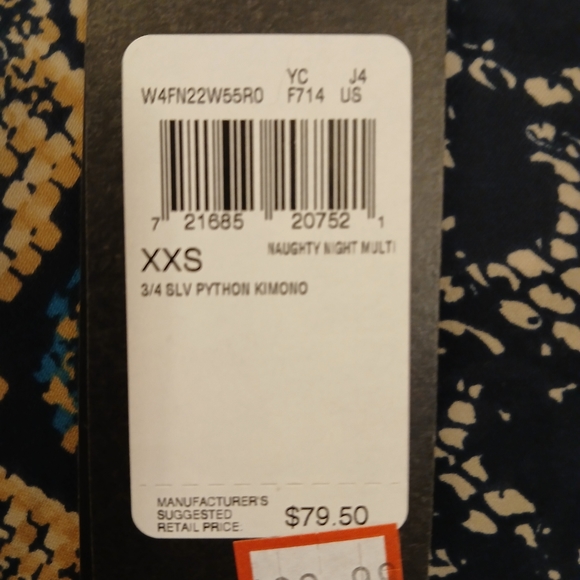 YC J4
W4FN22W55R0 F714 US
7 21685 20752 1
NAUGHTY NIGHT MULTI
XXS
3/4 SLV PYTHON KIMONO
MANUFACTURER'S
SUGGESTED
RETAIL PRICE: $79.50